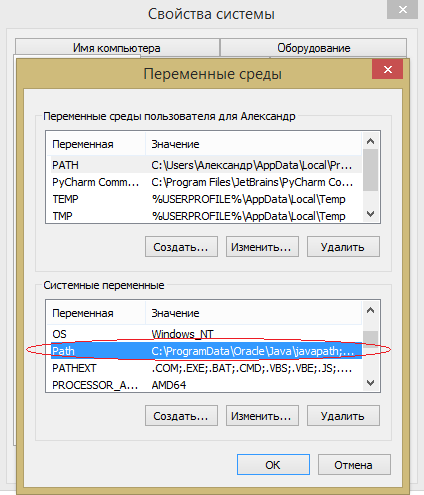 Свойства системы
Имя компьютера Оборудование
Переменные среды
Переменные среды пользователя для Александр
Переменная Значение
PATH C:\Users\Александр\AppData\Local\Pr...
PyCharm Comm... C:\Program Files\JetBrains\PyCharm Co...
TEMP %USERPROFILE%\AppData\Local\Temp
TMP %USERPROFILE%\AppData\Local\Temp
Создать... Изменить... Удалить
Системные переменные
Переменная Значение
OS Windows_NT
Path C:\ProgramData\Oracle\Java\javapath;...
PATHEXT .COM;.EXE;.BAT;.CMD;.VBS;.VBE;.JS;....
PROCESSOR_A... AMD64
Создать... Изменить... Удалить
OK Отмена